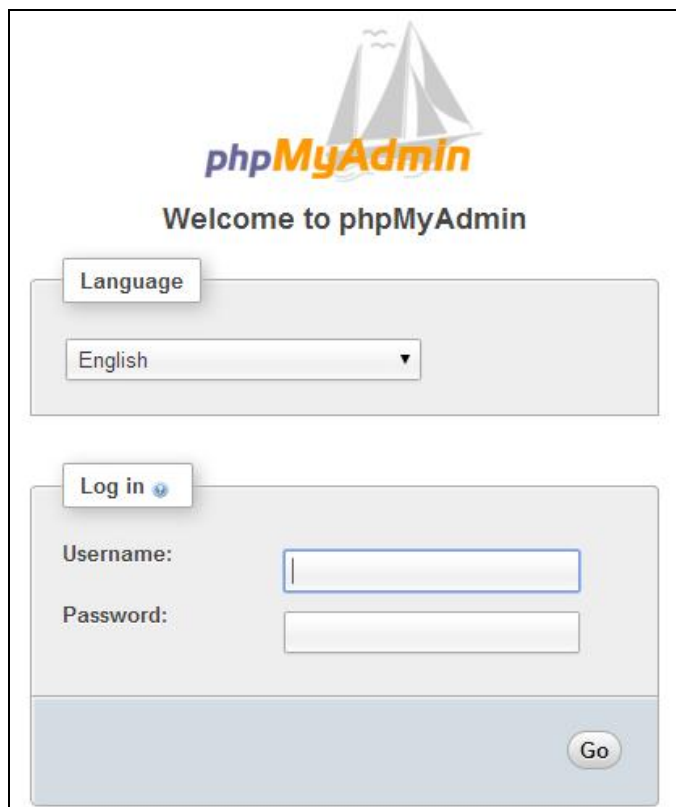 phpMyAdmin
Welcome to phpMyAdmin
Language
English
Log in
Username:
Password:
Go